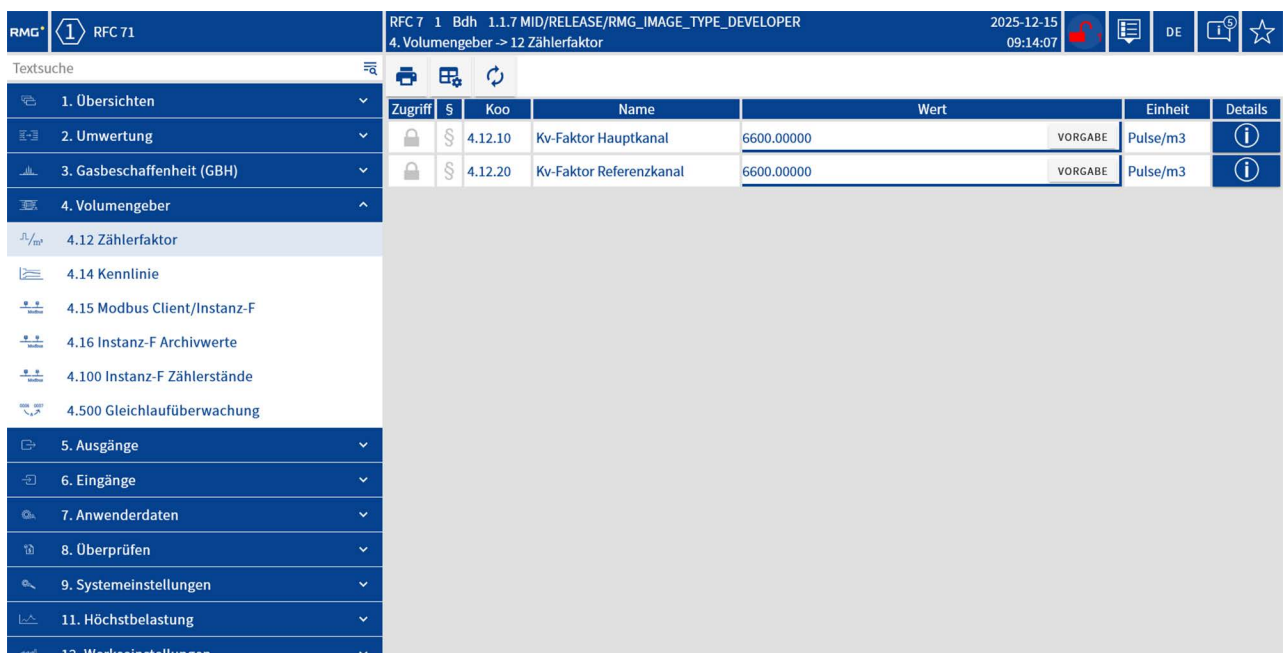 RMG 1 RFC 71
RFC 7 1 Bdh 1.1.7 MID/RELEASE/RMG_IMAGE_TYPE_DEVELOPER 2025-12-15
4. Volumengeber -> 12 Zählerfaktor 09:14:07
DE
5
Textsuche
1. Übersichten
2. Umwertung
3. Gasbeschaffenheit (GBH)
4. Volumengeber
4.12 Zählerfaktor
4.14 Kennlinie
4.15 Modbus Client/Instanz-F
4.16 Instanz-F Archivwerte
4.100 Instanz-F Zählerstände
4.500 Gleichlaufüberwachung
5. Ausgänge
6. Eingänge
7. Anwenderdaten
8. Überprüfen
9. Systemeinstellungen
11. Höchstbelastung
Zugriff § Koo Name Wert Einheit Details
§ 4.12.10 Kv-Faktor Hauptkanal 6600.00000 VORGABE Pulse/m3
§ 4.12.20 Kv-Faktor Referenzkanal 6600.00000 VORGABE Pulse/m3